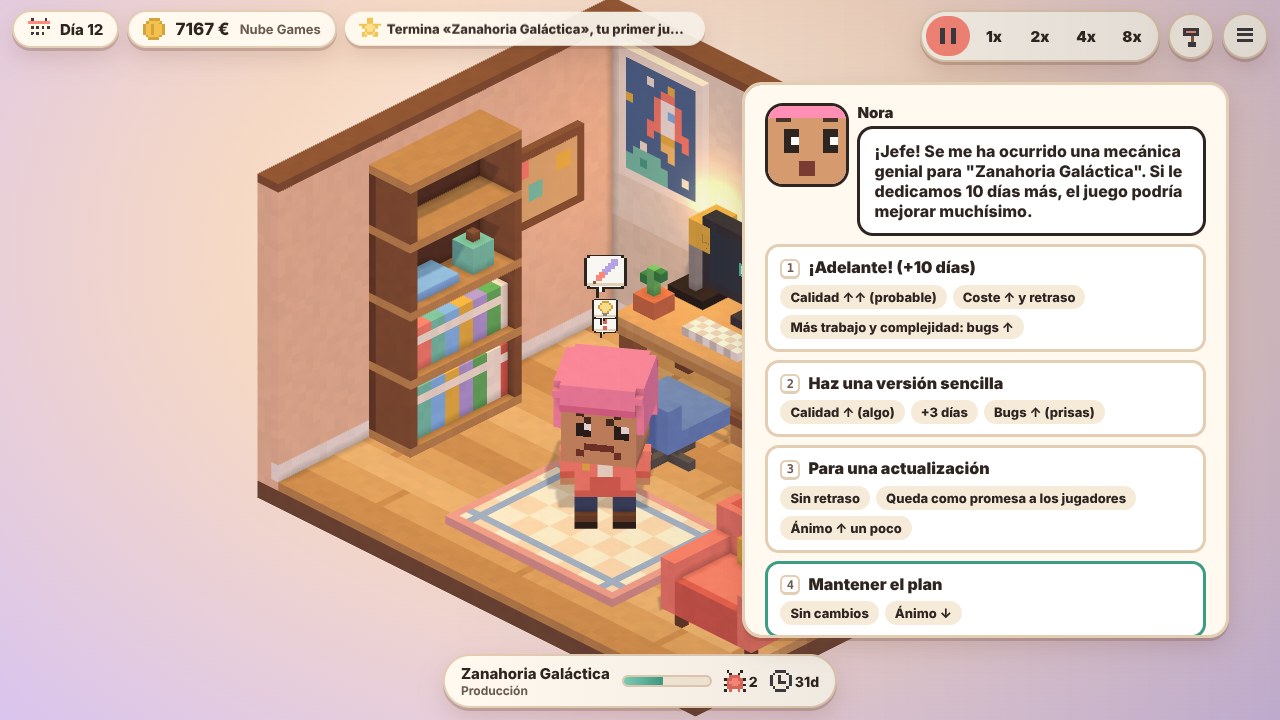 Día 12
7167 € Nube Games
Termina «Zanahoria Galáctica», tu primer ju...
1x 2x 4x 8x
Nora
¡Jefe! Se me ha ocurrido una mecánica
genial para "Zanahoria Galáctica". Si le
dedicamos 10 días más, el juego podría
mejorar muchísimo.
1 ¡Adelante! (+10 días)
Calidad ↑↑ (probable) Coste ↑ y retraso
Más trabajo y complejidad: bugs ↑
2 Haz una versión sencilla
Calidad ↑ (algo) +3 días Bugs ↑ (prisas)
3 Para una actualización
Sin retraso Queda como promesa a los jugadores
Ánimo ↑ un poco
4 Mantener el plan
Sin cambios Ánimo ↓
Zanahoria Galáctica
Producción
2 31d